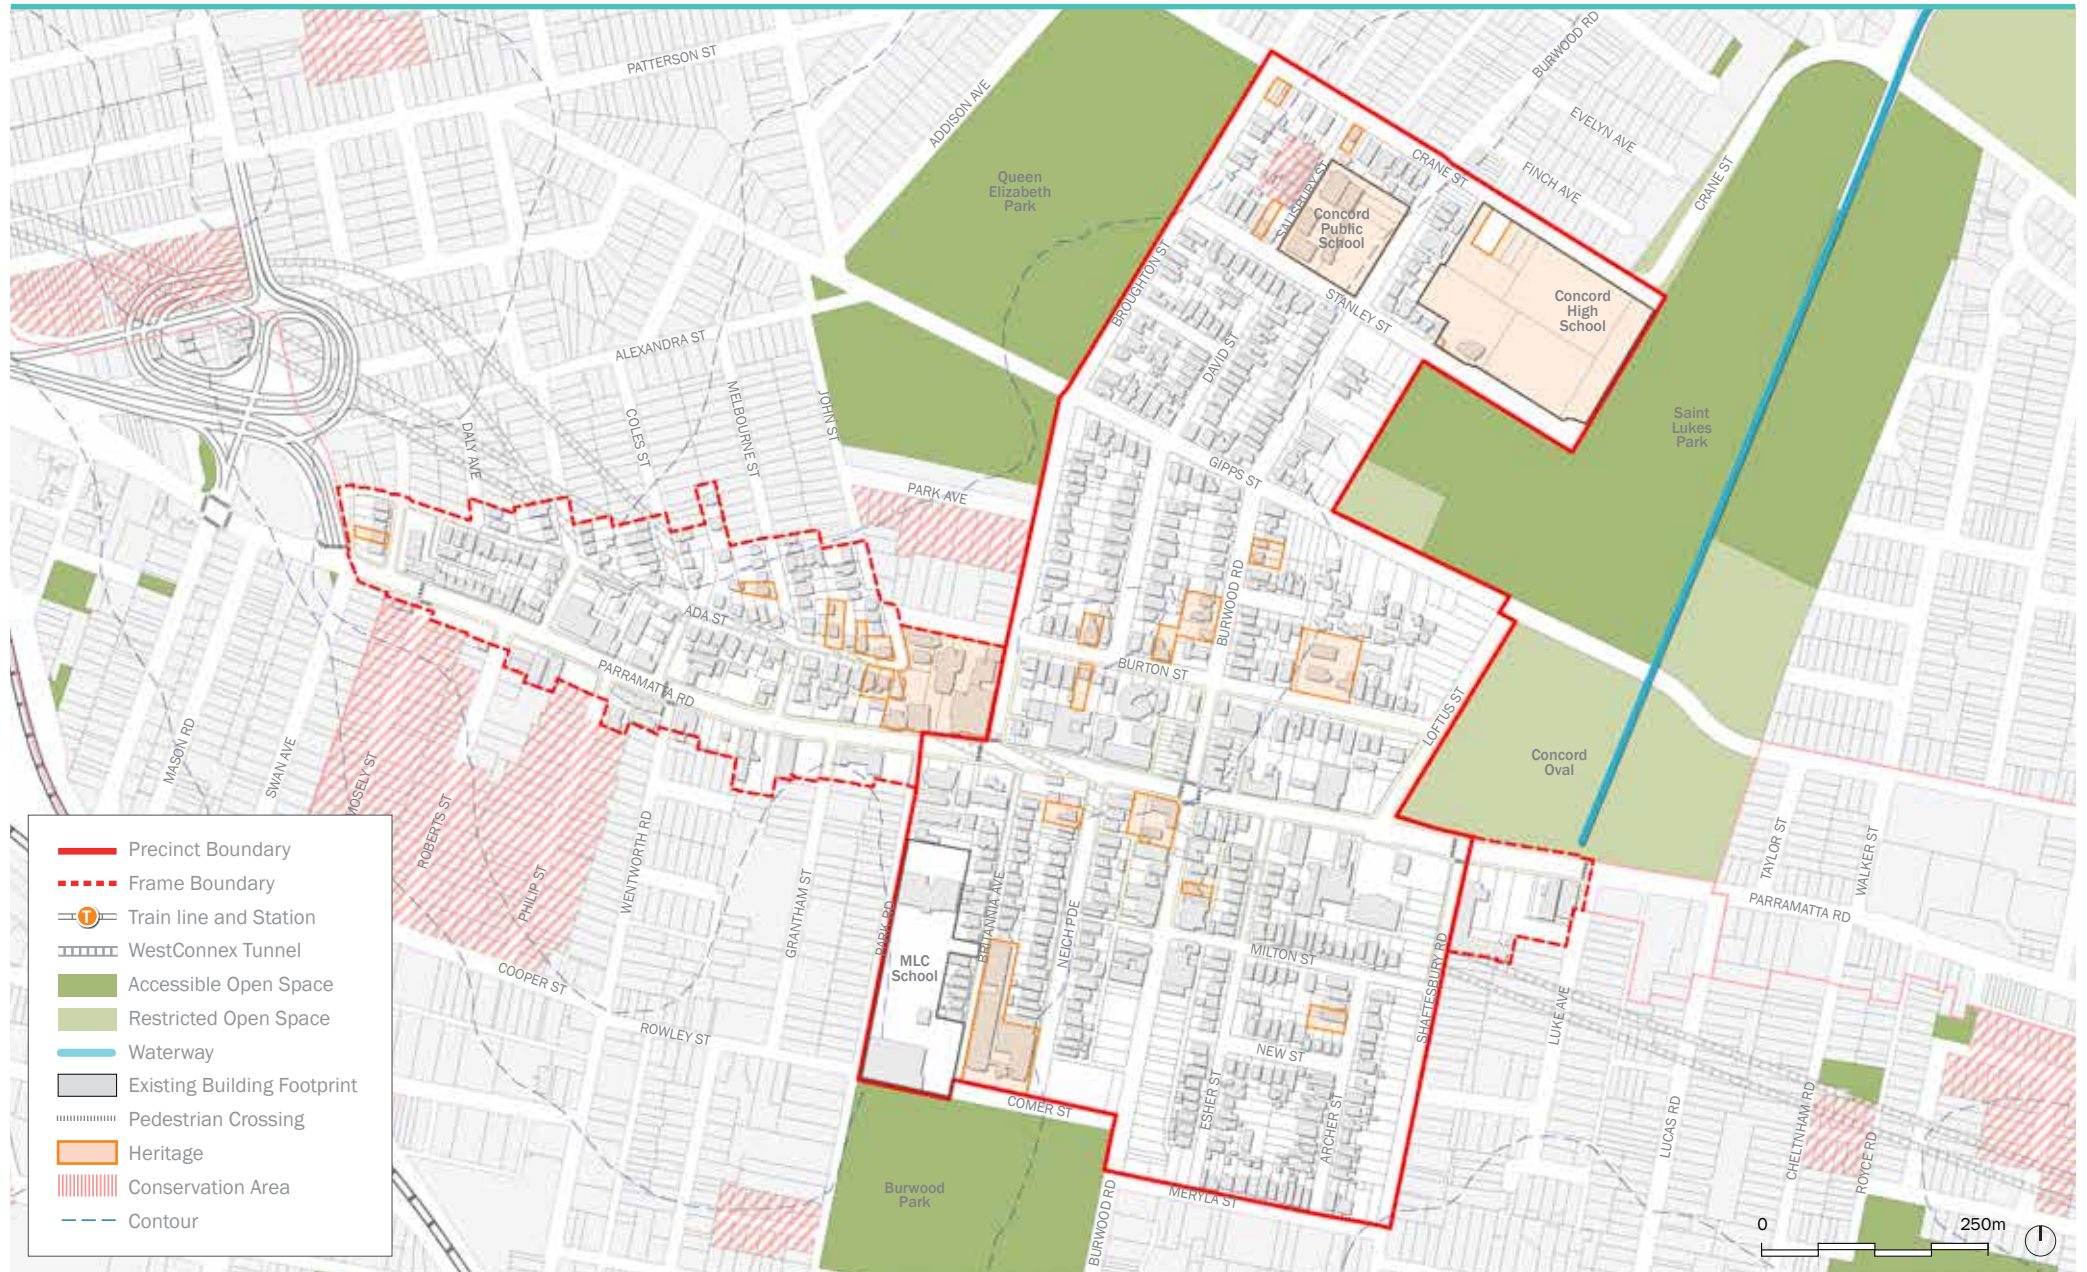 PATTERSON ST
ADDISON AVE
BURWOOD RD
EVELYN AVE
FINCH AVE
CRANE ST
CRANE ST
Queen
Elizabeth
Park
SALISBURY ST
Concord
Public
School
Concord
High
School
BROUGHTON ST
STANLEY ST
DAVID ST
ALEXANDRA ST
MELBOURNE ST
JOHN ST
COLES ST
DALY AVE
Saint
Lukes
Park
GIPPS ST
PARK AVE
BURWOOD RD
ADA ST
BURTON ST
PARRAMATTA RD
LOFTUS ST
Concord
Oval
MASON RD
SWAN AVE
MOSELY ST
ROBERTS ST
PHILIP ST
WENTWORTH RD
GRANTHAM ST
PARK RD
BRITANNIA AVE
NEICH PDE
MLC
School
MILTON ST
SHAFTESBURY RD
TAYLOR ST
WALKER ST
PARRAMATTA RD
LUKE AVE
COOPER ST
ROWLEY ST
NEW ST
ESHER ST
ARCHER ST
COMER ST
LUCAS RD
CHELTNHAM RD
ROYCE RD
Burwood
Park
BURWOOD RD
MERYLA ST
Precinct Boundary
Frame Boundary
T
Train line and Station
WestConnex Tunnel
Accessible Open Space
Restricted Open Space
Waterway
Existing Building Footprint
Pedestrian Crossing
Heritage
Conservation Area
Contour
0 250m